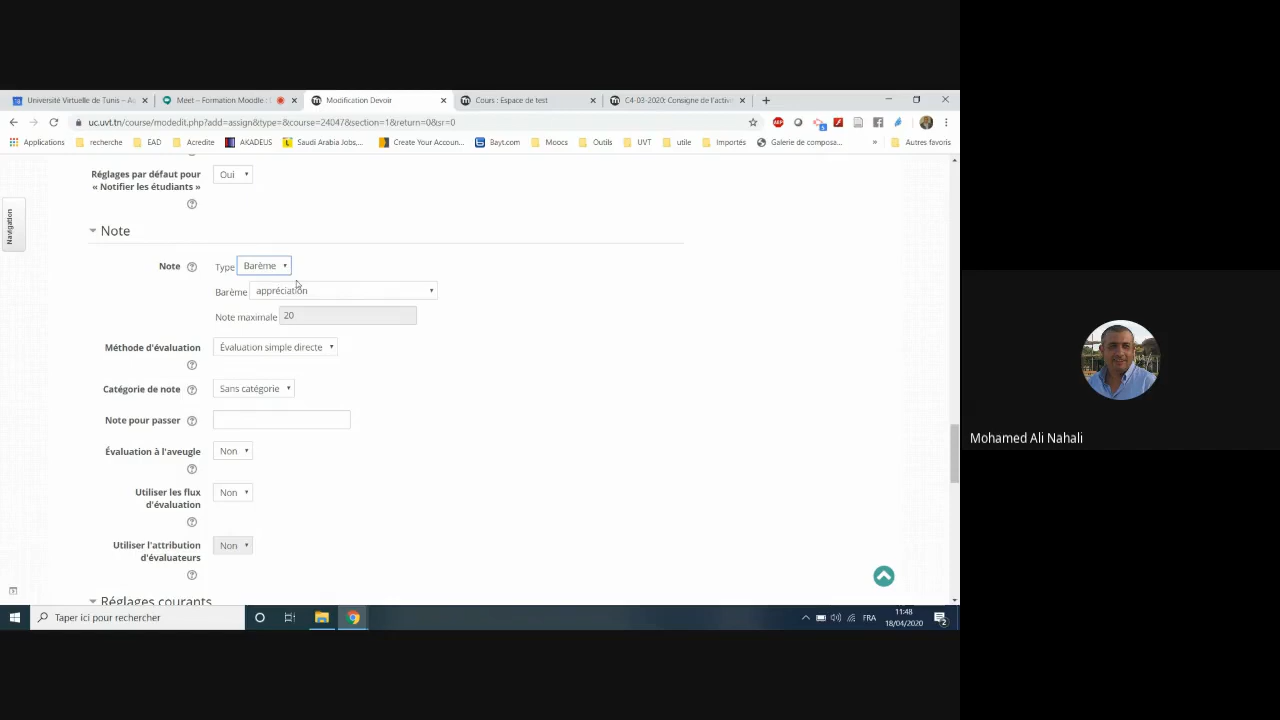 Université Virtuelle de Tunis – A
Meet – Formation Moodle :
Modification Devoir
Cours : Espace de test
C4-03-2020: Consigne de l'activ
uc.uvt.tn/course/modedit.php?add=assign&type=&course=24047&section=1&return=0&sr=0
Applications
recherche
EAD
Acredite
AKADEUS
Saudi Arabia Jobs,...
Create Your Accoun...
Bayt.com
Moocs
Outils
UVT
utile
Importés
Galerie de composa...
»
Autres favoris
Navigation
Réglages par défaut pour
« Notifier les étudiants »
Oui
Note
Note
Type
Barème
Barème
appréciation
Note maximale
20
Méthode d'évaluation
Évaluation simple directe
Catégorie de note
Sans catégorie
Note pour passer
Évaluation à l'aveugle
Non
Utiliser les flux
d'évaluation
Non
Utiliser l'attribution
d'évaluateurs
Non
Réglages courants
Taper ici pour rechercher
FRA
11:48
18/04/2020
Mohamed Ali Nahali